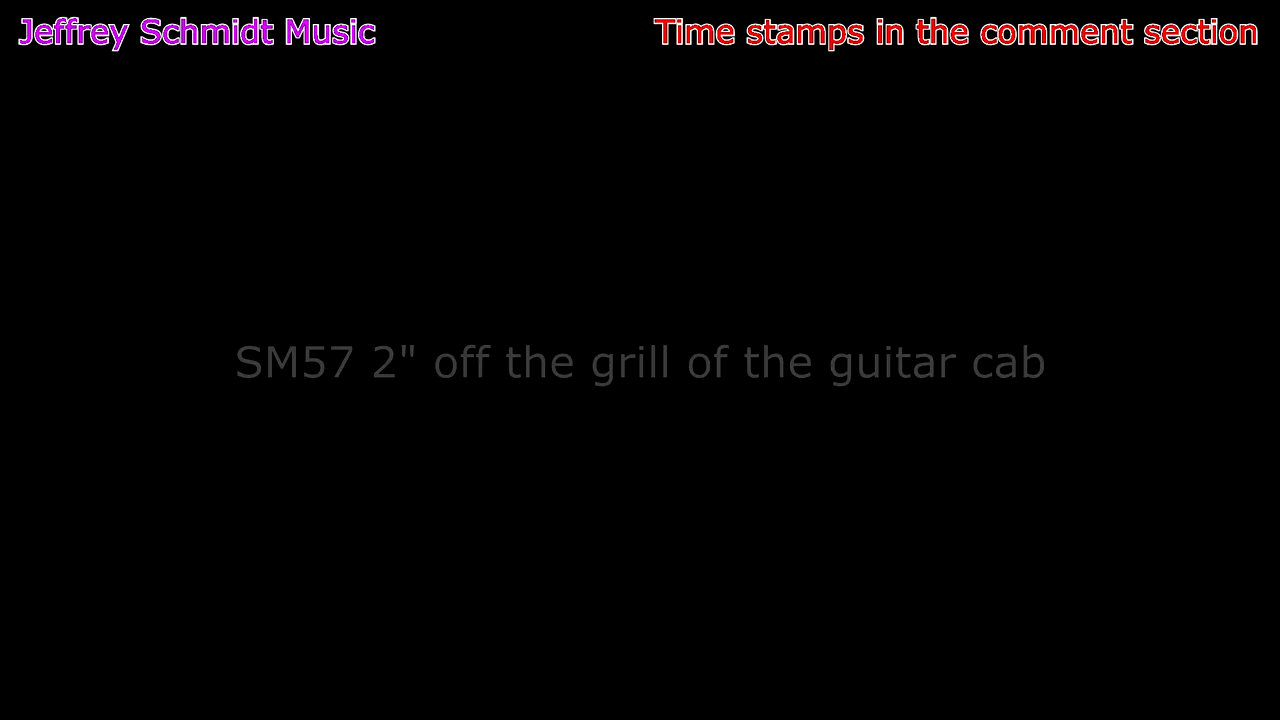 Jeffrey Schmidt Music
Time stamps in the comment section
SM57 2" off the grill of the guitar cab